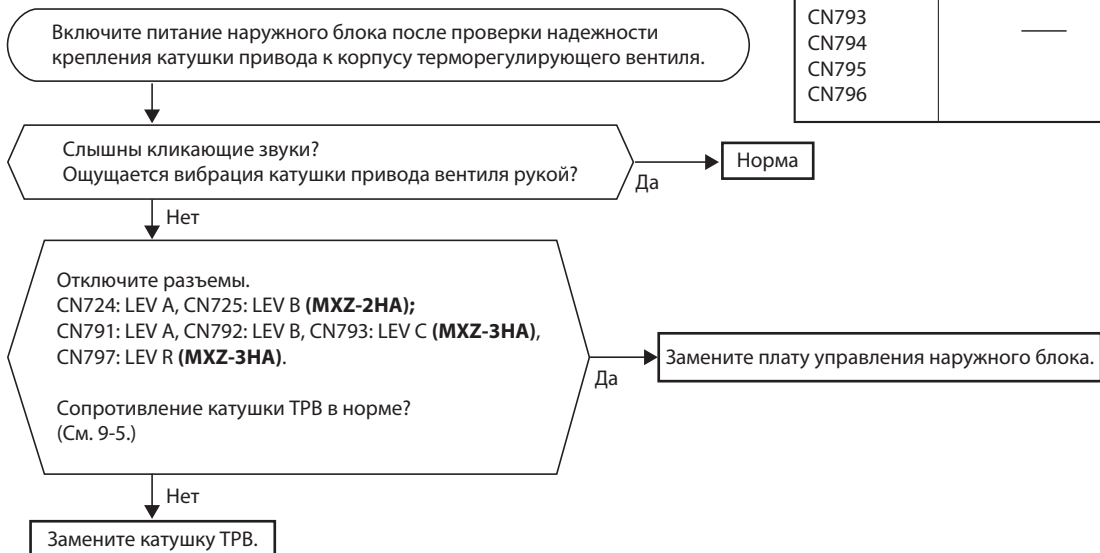 CN793
CN794
CN795
CN796
Включите питание наружного блока после проверки надежности
крепления катушки привода к корпусу терморегулирующего вентиля.
Слышны кликающие звуки?
Ощущается вибрация катушки привода вентиля рукой?
Да
Норма
Нет
Отключите разъемы.
CN724: LEV A, CN725: LEV B (MXZ-2HA);
CN791: LEV A, CN792: LEV B, CN793: LEV C (MXZ-3HA),
CN797: LEV R (MXZ-3HA).
Сопротивление катушки ТРВ в норме?
(См. 9-5.)
Да
Замените плату управления наружного блока.
Нет
Замените катушку ТРВ.